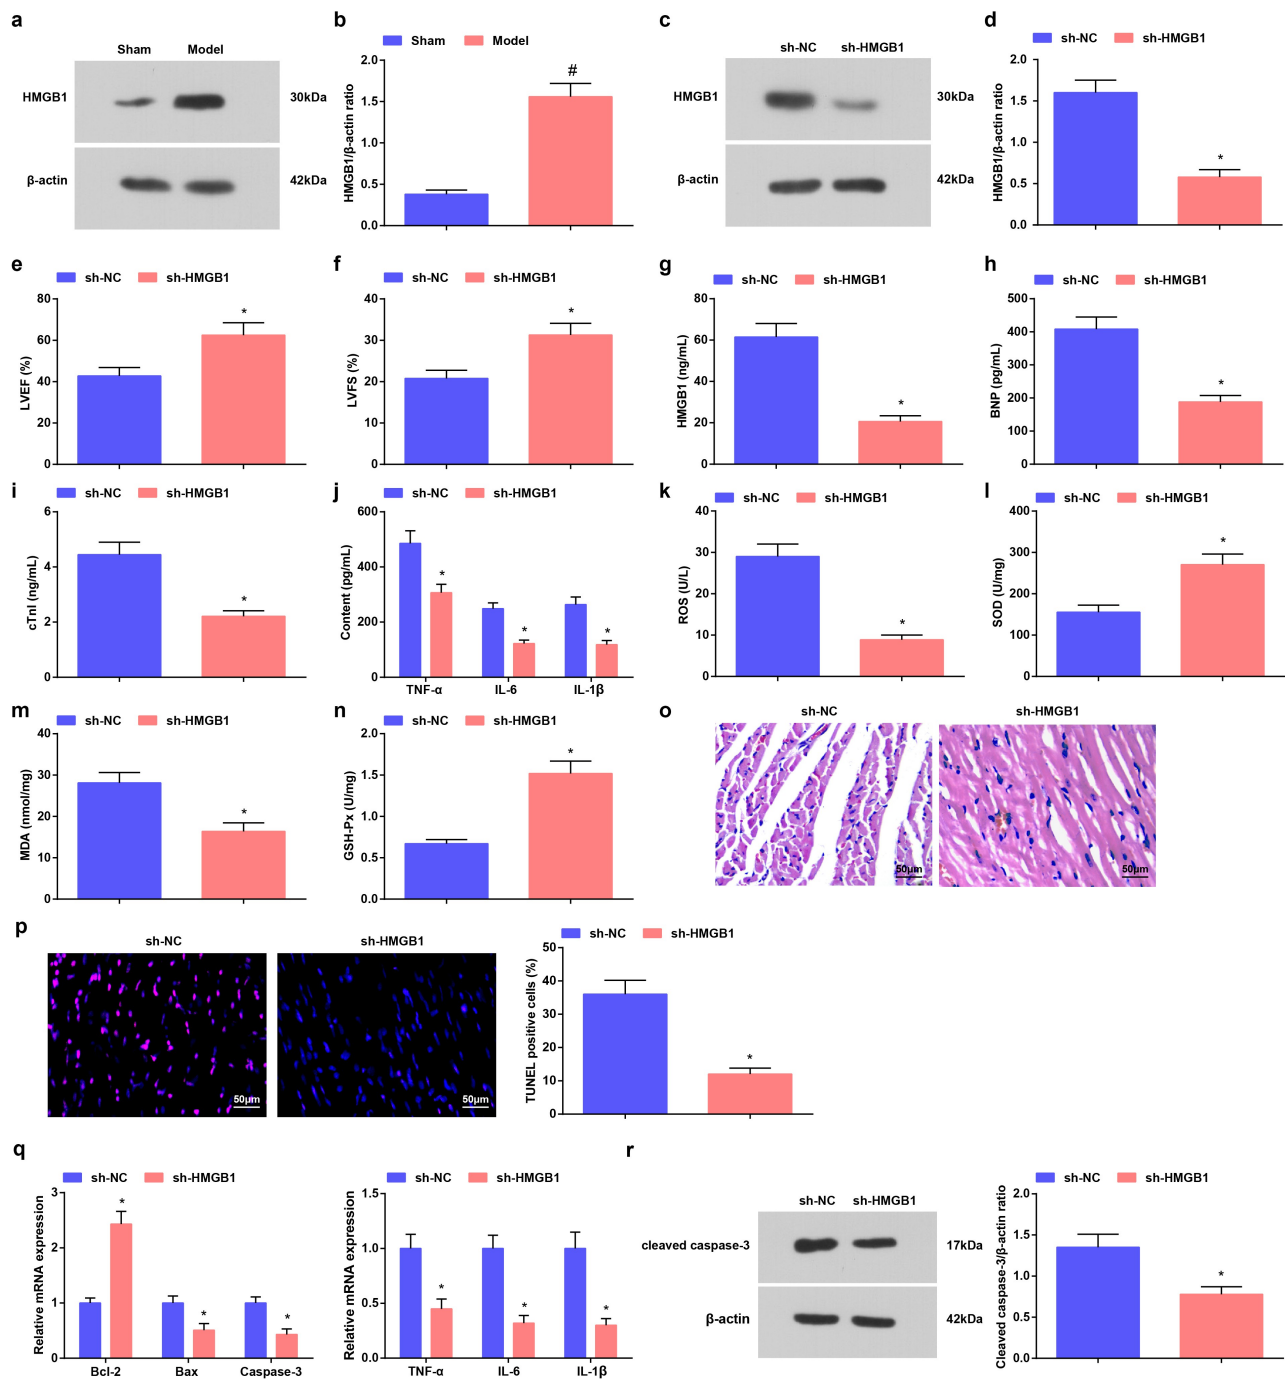 a
Sham Model
HMGB1 30kDa
β-actin 42kDa
b
Sham Model
HMGB1/β-actin ratio
2.0
1.5
1.0
0.5
0.0
#
c
sh-NC sh-HMGB1
HMGB1 30kDa
β-actin 42kDa
d
sh-NC sh-HMGB1
HMGB1/β-actin ratio
2.0
1.5
1.0
0.5
0.0
*
e
sh-NC sh-HMGB1
LVEF (%)
80
60
40
20
0
*
f
sh-NC sh-HMGB1
LVFS (%)
40
30
20
10
0
*
g
sh-NC sh-HMGB1
HMGB1 (ng/mL)
80
60
40
20
0
*
h
sh-NC sh-HMGB1
BNP (pg/mL)
500
400
300
200
100
0
*
i
sh-NC sh-HMGB1
cTnI (ng/mL)
6
4
2
0
*
j
sh-NC sh-HMGB1
Content (pg/mL)
600
400
200
0
* * *
TNF-α IL-6 IL-1β
k
sh-NC sh-HMGB1
ROS (U/L)
40
30
20
10
0
*
l
sh-NC sh-HMGB1
SOD (U/mg)
400
300
200
100
0
*
m
sh-NC sh-HMGB1
MDA (nmol/mg)
40
30
20
10
0
*
n
sh-NC sh-HMGB1
GSH-Px (U/mg)
2.0
1.5
1.0
0.5
0.0
*
o
sh-NC sh-HMGB1
50μm 50μm
p
sh-NC sh-HMGB1
50μm 50μm
sh-NC sh-HMGB1
TUNEL positive cells (%)
50
40
30
20
10
0
*
q
sh-NC sh-HMGB1
Relative mRNA expression
3
2
1
0
* * *
Bcl-2 Bax Caspase-3
sh-NC sh-HMGB1
Relative mRNA expression
1.5
1.0
0.5
0.0
* * *
TNF-α IL-6 IL-1β
r
sh-NC sh-HMGB1
cleaved caspase-3 17kDa
β-actin 42kDa
sh-NC sh-HMGB1
Cleaved caspase-3/β-actin ratio
2.0
1.5
1.0
0.5
0.0
*